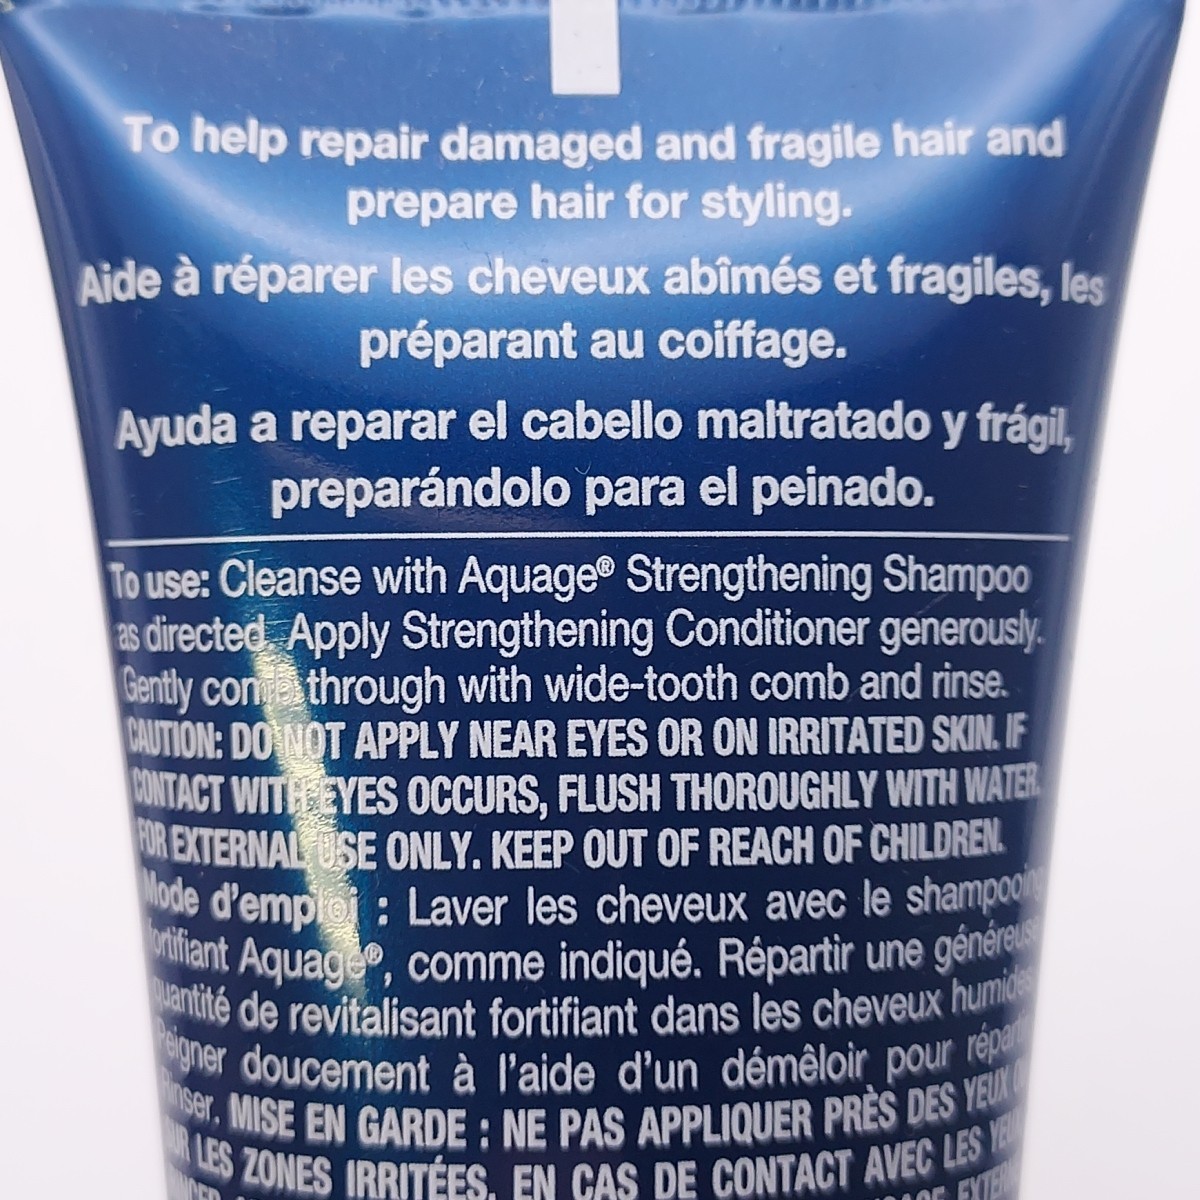 To help repair damaged and fragile hair and
prepare hair for styling.
Aide à réparer les cheveux abîmés et fragiles, les
préparant au coiffage.
Ayuda a reparar el cabello maltratado y frágil,
preparándolo para el peinado.
To use: Cleanse with Aquage® Strengthening Shampoo
as directed. Apply Strengthening Conditioner generously.
Gently comb through with wide-tooth comb and rinse.
CAUTION: DO NOT APPLY NEAR EYES OR ON IRRITATED SKIN. IF
CONTACT WITH EYES OCCURS, FLUSH THOROUGHLY WITH WATER.
FOR EXTERNAL USE ONLY. KEEP OUT OF REACH OF CHILDREN.
Mode d'emploi : Laver les cheveux avec le shampooing
fortifiant Aquage®, comme indiqué. Répartir une généreuse
quantité de revitalisant fortifiant dans les cheveux humides.
Peigner doucement à l'aide d'un démêloir pour répartir.
Rinser. MISE EN GARDE : NE PAS APPLIQUER PRÈS DES YEUX OU
SUR LES ZONES IRRITÉES. EN CAS DE CONTACT AVEC LES YEUX,